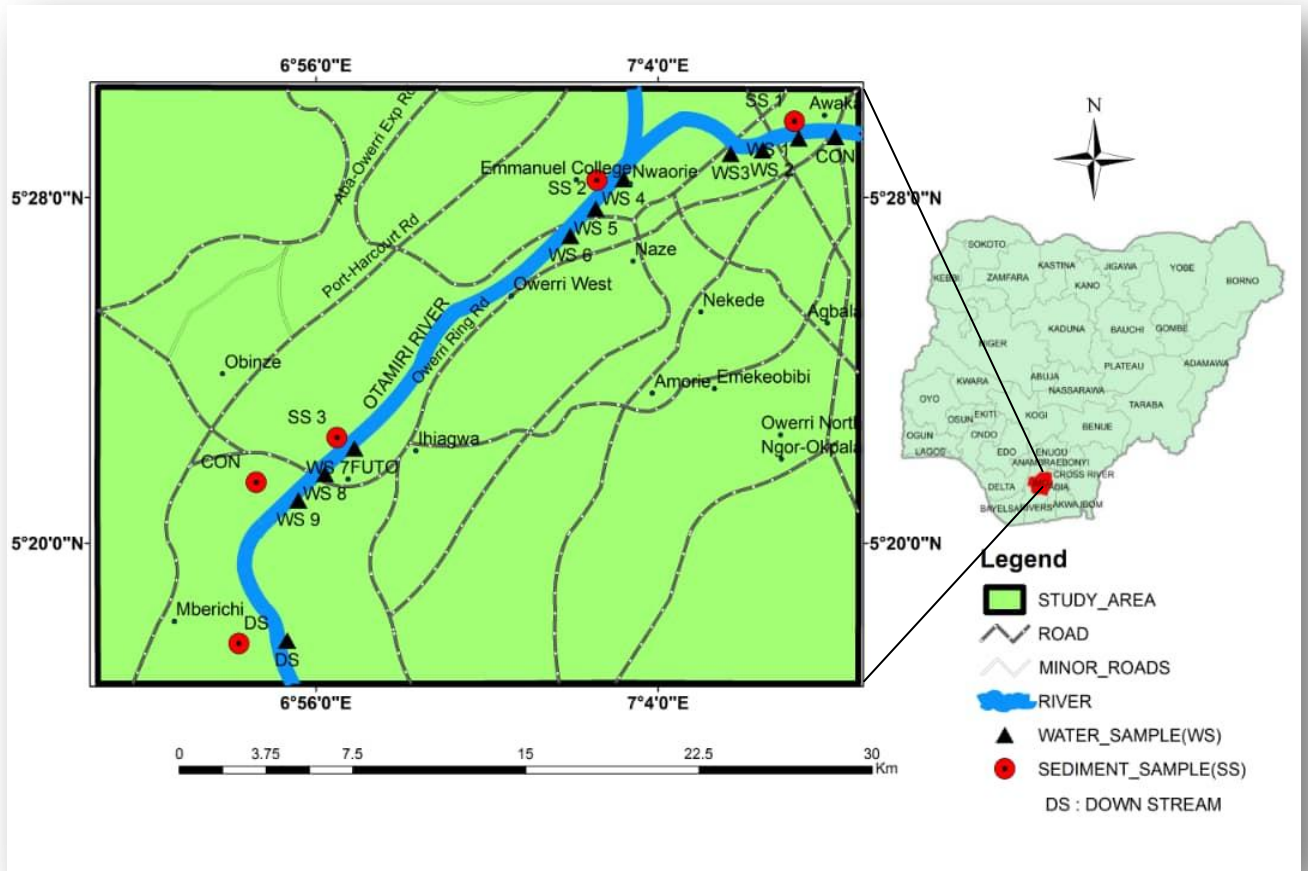 6°56'0"E
7°4'0"E
N
SS 1
Awaka
Aba-Owerri Exp Rd
WS 1
CON
WS3
WS 2
Emmanuel College
Nwaorie
SS 2
WS 4
5°28'0"N
5°28'0"N
WS 5
WS 6
Naze
Port-Harcourt Rd
Owerri West
Nekede
Agbala
OTAMIRI RIVER
Owerri Ring Rd
Obinze
Amorie
Emekeobibi
SS 3
Owerri North
Ihiagwa
Ngor-Okpala
CON
WS 7
FUTO
WS 8
WS 9
5°20'0"N
5°20'0"N
Mberichi
DS
DS
6°56'0"E
7°4'0"E
0
3.75
7.5
15
22.5
30
Km
SOKOTO
KEBBI
ZAMFARA
KASTINA
JIGAWA
YOBE
BORNO
KANO
KADUNA
BAUCHI
GOMBE
NIGER
PLATEAU
ADAMAWA
KWARA
ABUJA
NASSARAWA
OYO
TARABA
OSUN
EKITI
KOGI
BENUE
OGUN
ONDO
LAGOS
EDO
ENUGU
ANAMBRA
EBONYI
CROSS RIVER
DELTA
ABIA
BAYELSA
RIVERS
AKWAIBOM
Legend
STUDY_AREA
ROAD
MINOR_ROADS
RIVER
WATER_SAMPLE(WS)
SEDIMENT_SAMPLE(SS)
DS : DOWN STREAM